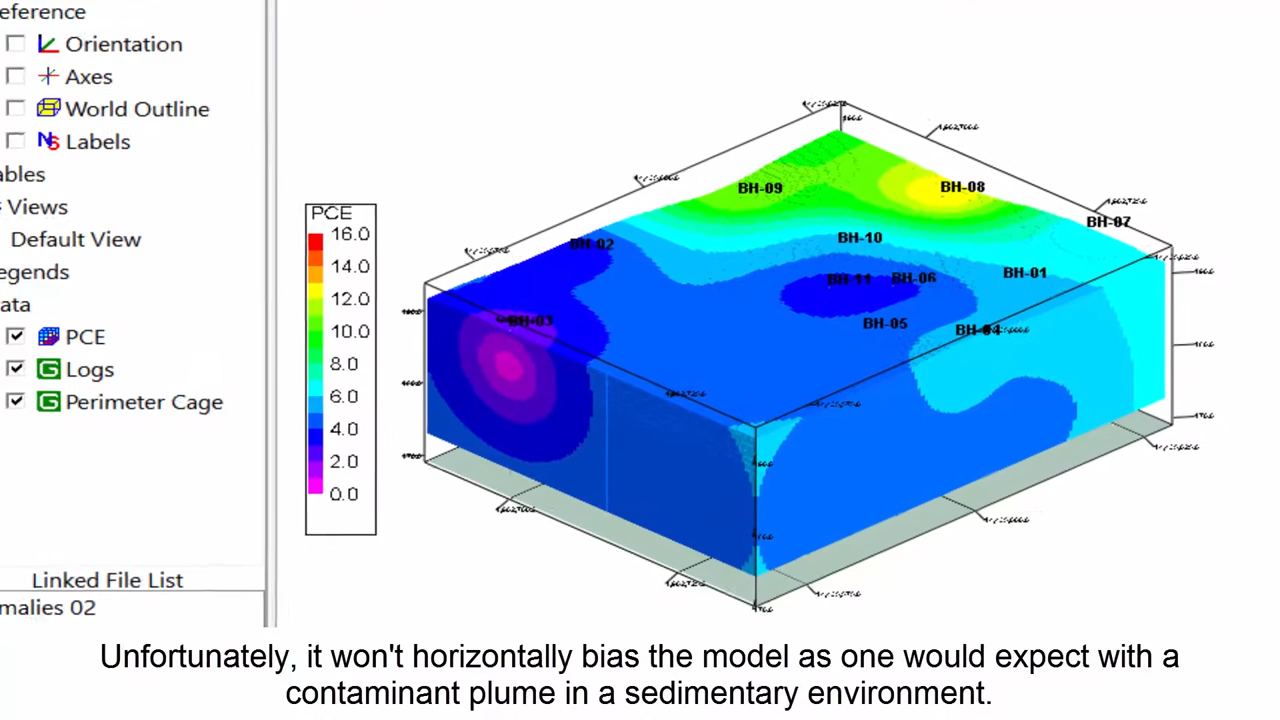 eference
Orientation
Axes
World Outline
Labels
ables
Views
Default View
egends
ata
PCE
Logs
Perimeter Cage
Linked File List
malies 02
PCE
16.0
14.0
12.0
10.0
8.0
6.0
4.0
2.0
0.0
BH-09
BH-08
BH-07
BH-02
BH-10
BH-11
BH-06
BH-01
BH-03
BH-05
BH-04
Unfortunately, it won't horizontally bias the model as one would expect with a
contaminant plume in a sedimentary environment.